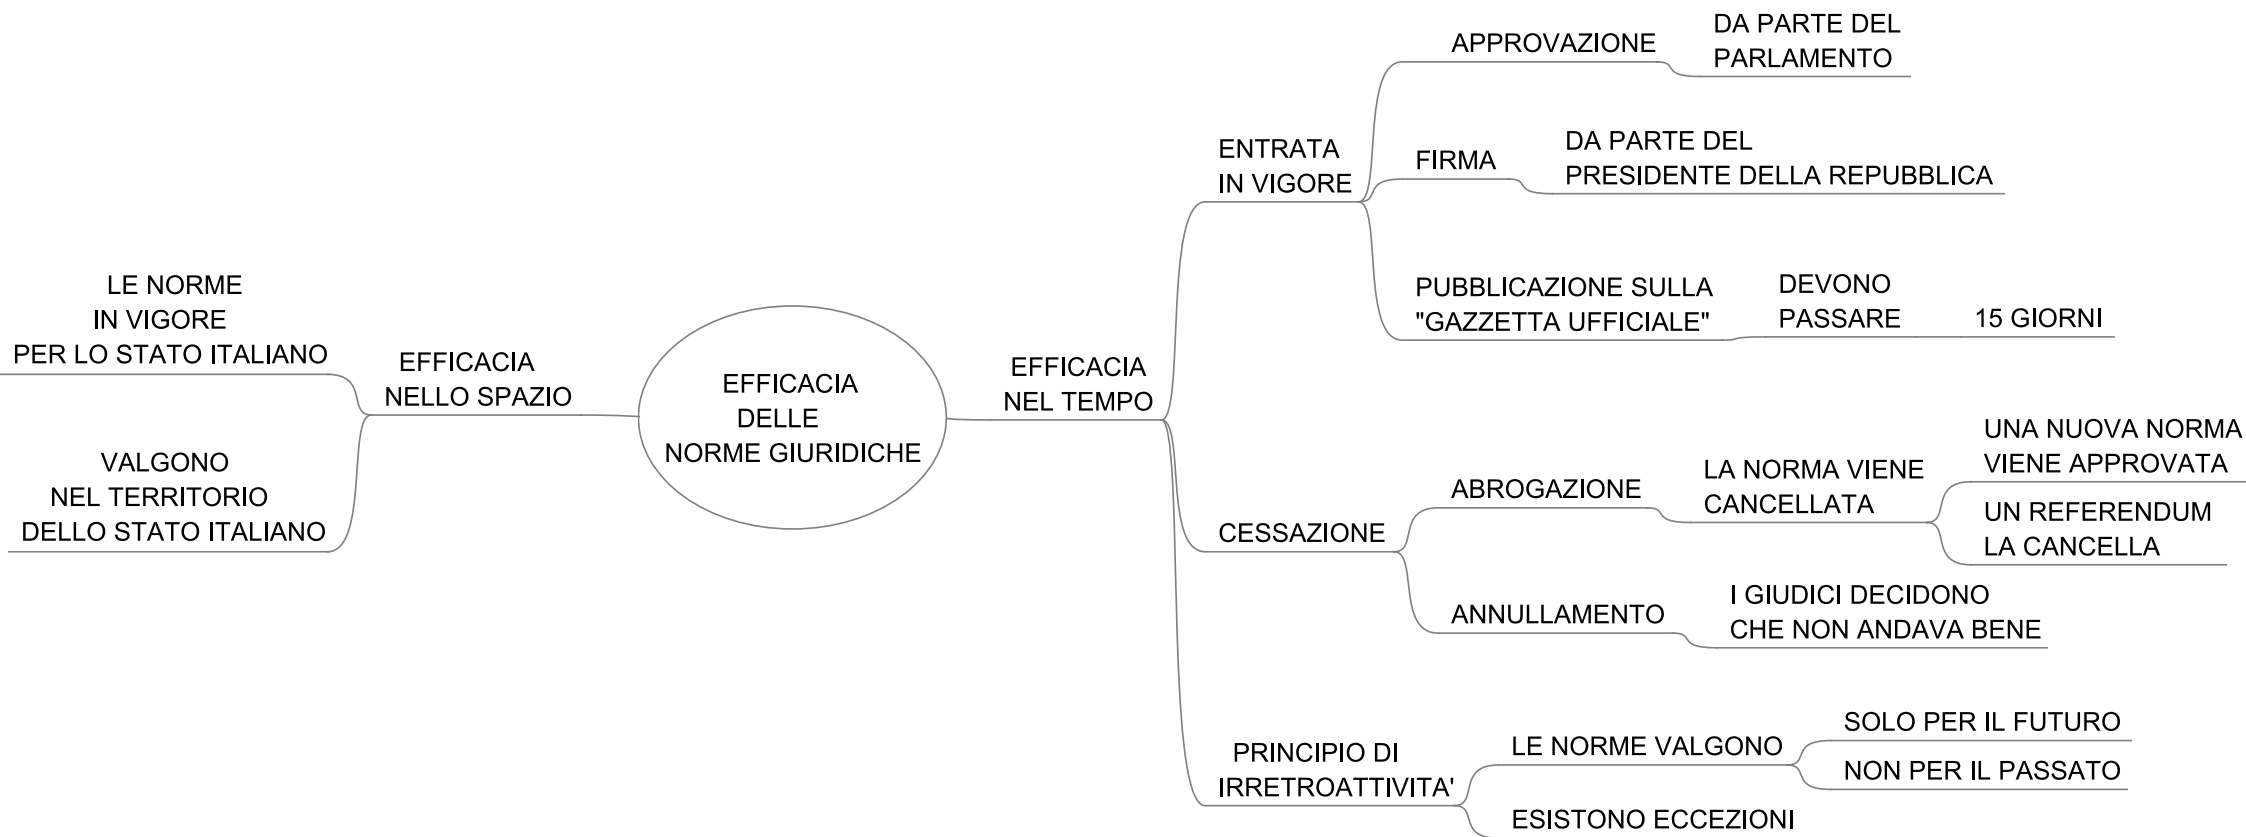 EFFICACIA
DELLE
NORME GIURIDICHE
EFFICACIA
NELLO SPAZIO
LE NORME
IN VIGORE
PER LO STATO ITALIANO
VALGONO
NEL TERRITORIO
DELLO STATO ITALIANO
EFFICACIA
NEL TEMPO
ENTRATA
IN VIGORE
APPROVAZIONE
DA PARTE DEL
PARLAMENTO
FIRMA
DA PARTE DEL
PRESIDENTE DELLA REPUBBLICA
PUBBLICAZIONE SULLA
"GAZZETTA UFFICIALE"
DEVONO
PASSARE
15 GIORNI
CESSAZIONE
ABROGAZIONE
LA NORMA VIENE
CANCELLATA
UNA NUOVA NORMA
VIENE APPROVATA
UN REFERENDUM
LA CANCELLA
ANNULLAMENTO
I GIUDICI DECIDONO
CHE NON ANDAVA BENE
PRINCIPIO DI
IRRETROATTIVITA'
LE NORME VALGONO
SOLO PER IL FUTURO
NON PER IL PASSATO
ESISTONO ECCEZIONI